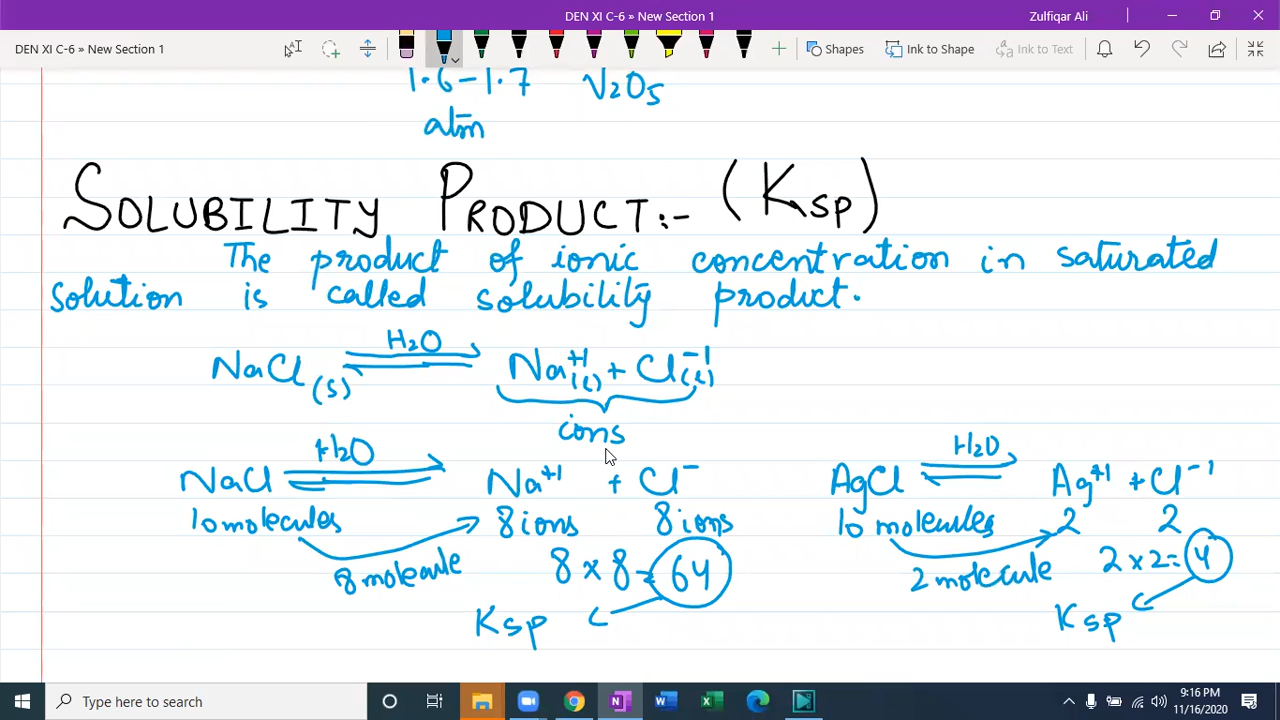 DEN XI C-6 » New Section 1
Zulfiqar Ali
DEN XI C-6 » New Section 1
Shapes
Ink to Shape
Ink to Text
1.6-1.7 V₂O₅
atm
SOLUBILITY PRODUCT:- (Ksp)
The product of ionic concentration in saturated
solution is called solubility product.
H₂O
NaCl(s) ⇌ Na⁺¹(l) + Cl⁻¹(l)
ions
H₂O
NaCl ⇌ Na⁺¹ + Cl⁻
10 molecules 8 ions 8 ions
8 molecule
8 × 8 = 64
Ksp
H₂O
AgCl ⇌ Ag⁺¹ + Cl⁻¹
10 molecules 2 2
2 molecule
2 × 2 = 4
Ksp
Type here to search
9:16 PM
11/16/2020